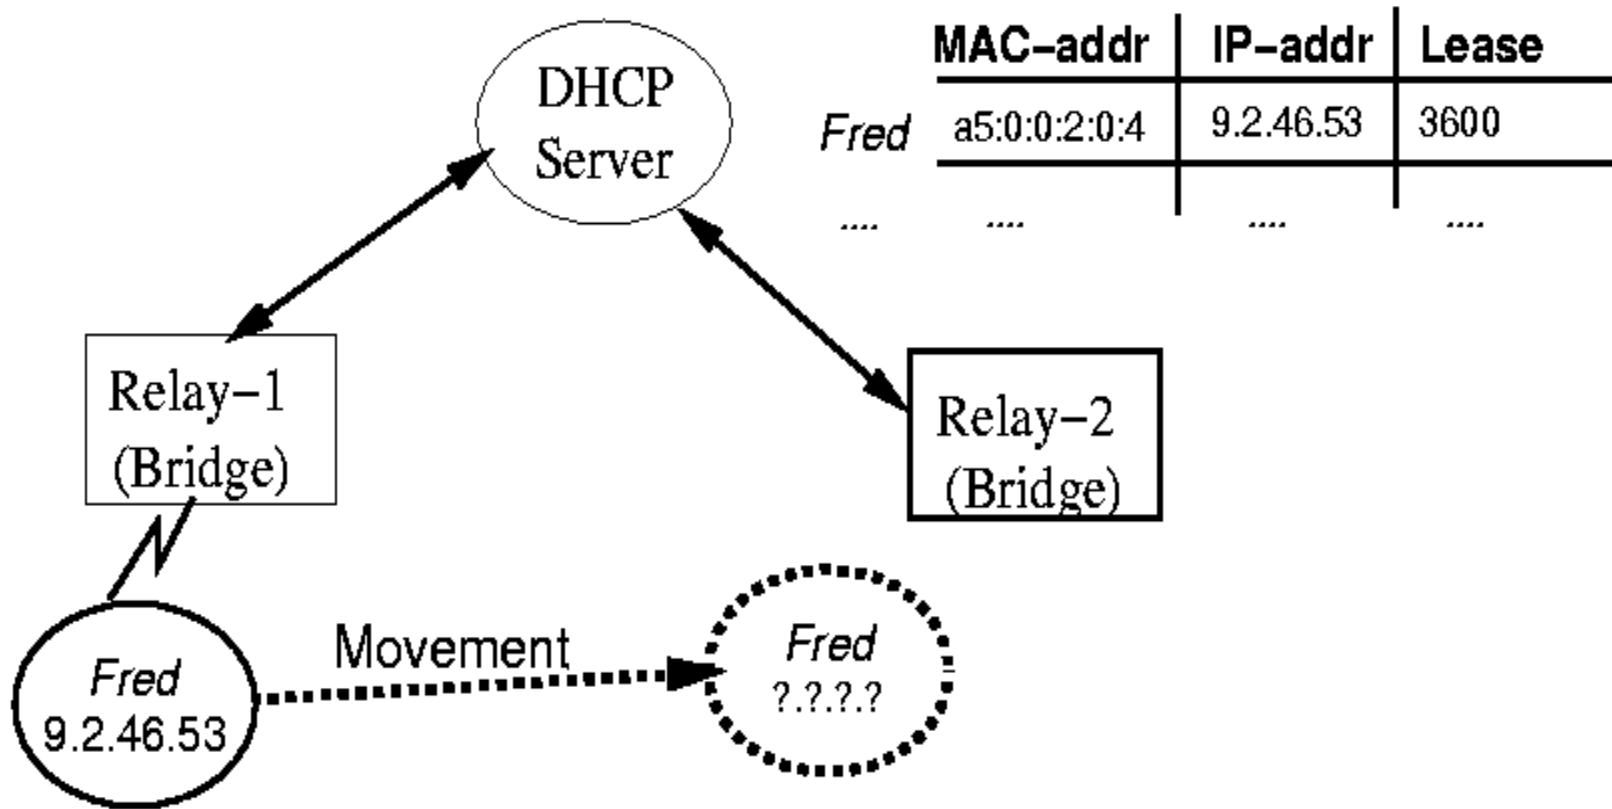 DHCP
Server
MAC-addr IP-addr Lease
Fred a5:0:0:2:0:4 9.2.46.53 3600
.... .... .... ....
Relay-1
(Bridge)
Relay-2
(Bridge)
Movement
Fred
9.2.46.53
Fred
?.?.?.?